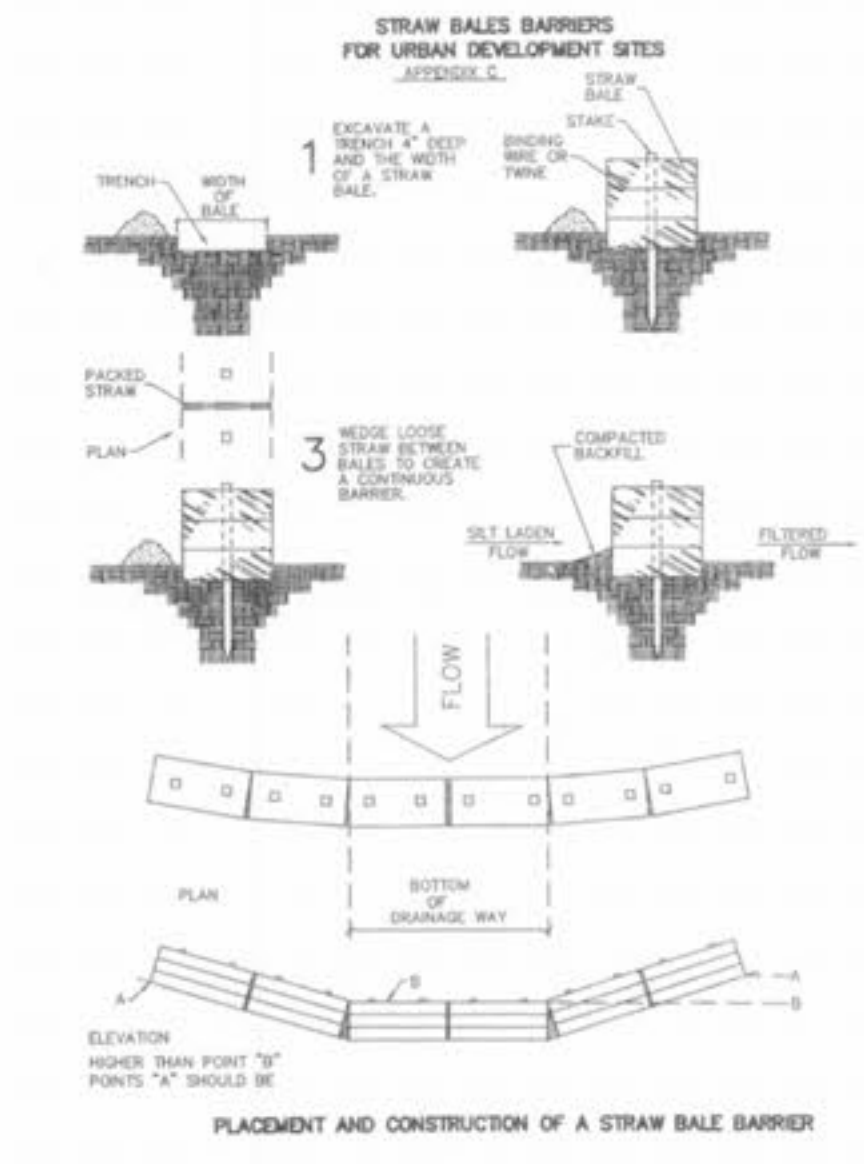 STRAW BALES BARRIERS
FOR URBAN DEVELOPMENT SITES
APPENDIX C
1
EXCAVATE A
TRENCH 4" DEEP
AND THE WIDTH
OF A STRAW
BALE.
TRENCH
WIDTH
OF
BALE
STRAW
BALE
STAKE
BINDING
WIRE OR
TWINE
PACKED
STRAW
PLAN
3
WEDGE LOOSE
STRAW BETWEEN
BALES TO CREATE
A CONTINUOUS
BARRIER.
COMPACTED
BACKFILL
SILT LADEN
FLOW
FILTERED
FLOW
FLOW
PLAN
BOTTOM
OF
DRAINAGE WAY
B
A
A
B
ELEVATION
HIGHER THAN POINT "B"
POINTS "A" SHOULD BE
PLACEMENT AND CONSTRUCTION OF A STRAW BALE BARRIER